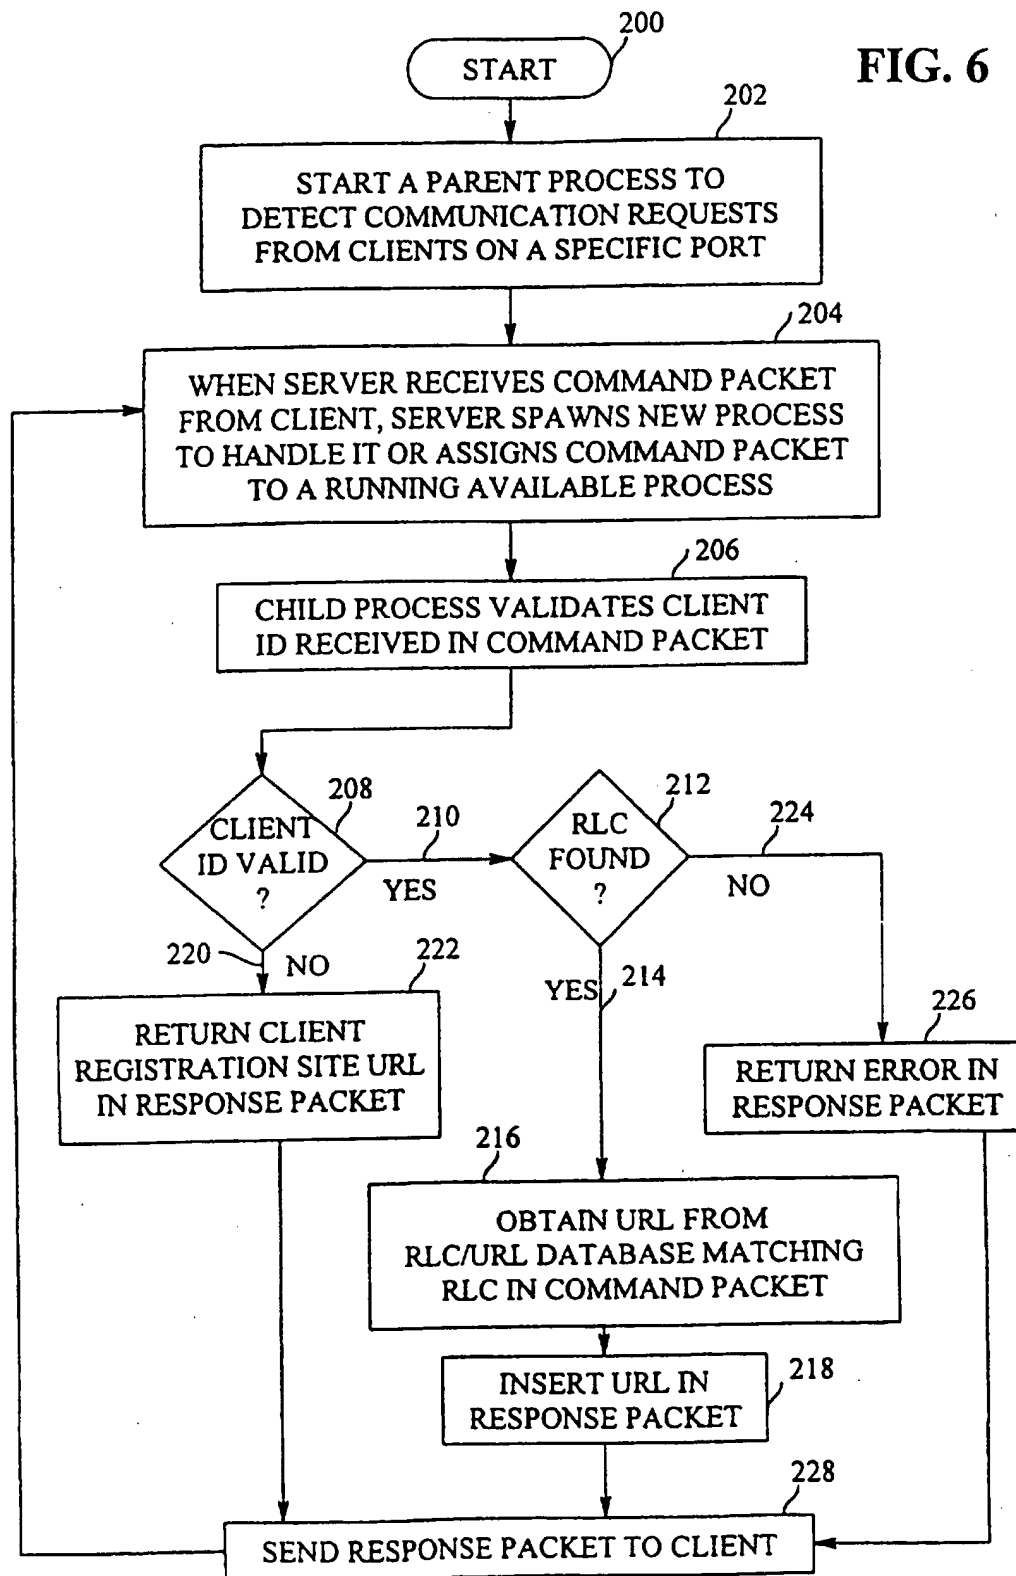 200
START
FIG. 6
202
START A PARENT PROCESS TO
DETECT COMMUNICATION REQUESTS
FROM CLIENTS ON A SPECIFIC PORT
204
WHEN SERVER RECEIVES COMMAND PACKET
FROM CLIENT, SERVER SPAWNS NEW PROCESS
TO HANDLE IT OR ASSIGNS COMMAND PACKET
TO A RUNNING AVAILABLE PROCESS
206
CHILD PROCESS VALIDATES CLIENT
ID RECEIVED IN COMMAND PACKET
208
CLIENT
ID VALID
?
210
YES
212
RLC
FOUND
?
224
NO
220
NO
222
RETURN CLIENT
REGISTRATION SITE URL
IN RESPONSE PACKET
YES
214
226
RETURN ERROR IN
RESPONSE PACKET
216
OBTAIN URL FROM
RLC/URL DATABASE MATCHING
RLC IN COMMAND PACKET
218
INSERT URL IN
RESPONSE PACKET
228
SEND RESPONSE PACKET TO CLIENT